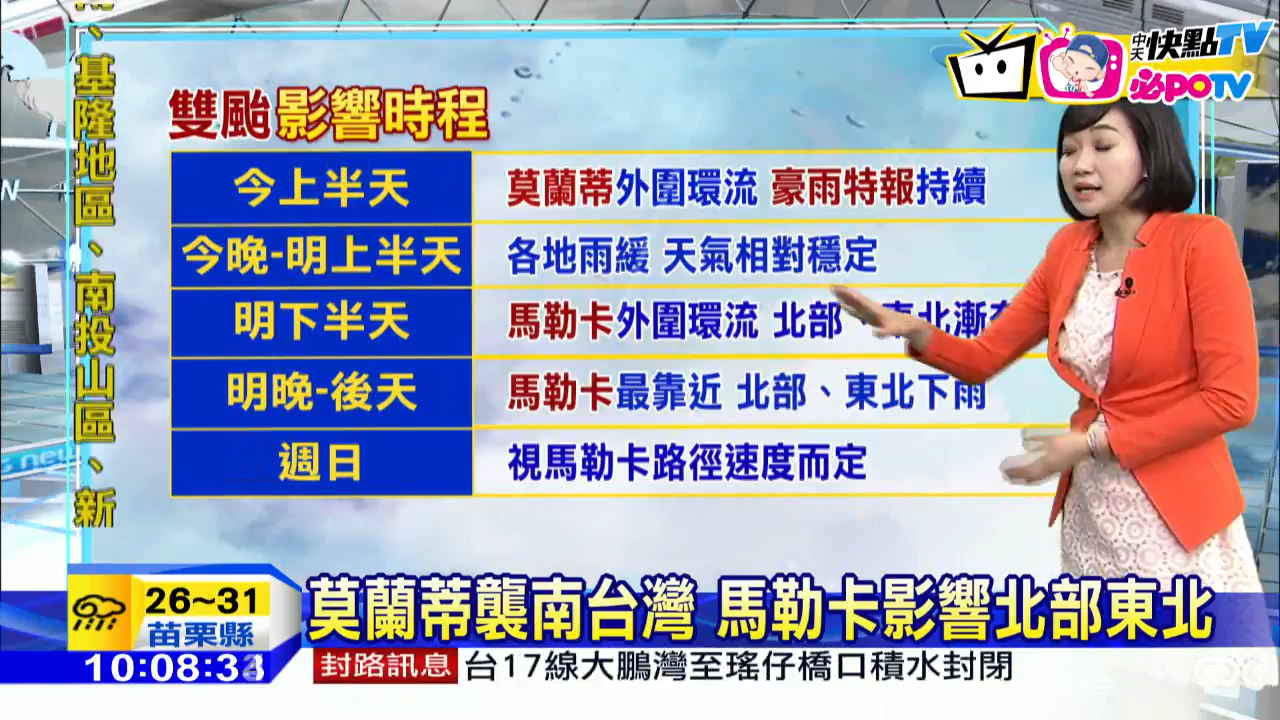 中天快點TV
必POTV
基隆地區、南投山區、新
雙颱影響時程
今上半天 莫蘭蒂外圍環流 豪雨特報持續
今晚-明上半天 各地雨緩 天氣相對穩定
明下半天 馬勒卡外圍環流 北部、東北漸
明晚-後天 馬勒卡最靠近 北部、東北下雨
週日 視馬勒卡路徑速度而定
26~31
苗栗縣
莫蘭蒂襲南台灣 馬勒卡影響北部東北
封路訊息 台17線大鵬灣至瑤仔橋口積水封閉